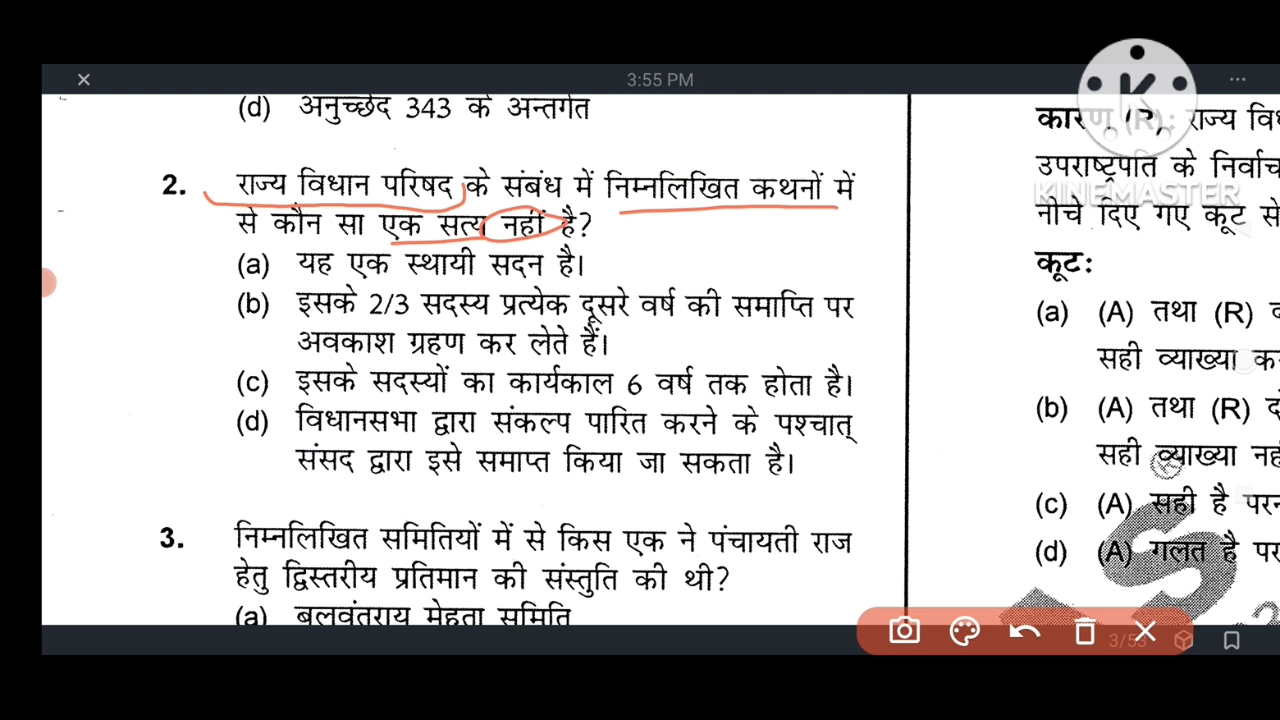 3:55 PM
(d) अनुच्छेद 343 के अन्तर्गत
2. राज्य विधान परिषद के संबंध में निम्नलिखित कथनों में
से कौन सा एक सत्य नहीं है?
(a) यह एक स्थायी सदन है।
(b) इसके 2/3 सदस्य प्रत्येक दूसरे वर्ष की समाप्ति पर
अवकाश ग्रहण कर लेते हैं।
(c) इसके सदस्यों का कार्यकाल 6 वर्ष तक होता है।
(d) विधानसभा द्वारा संकल्प पारित करने के पश्चात्
संसद द्वारा इसे समाप्त किया जा सकता है।
3. निम्नलिखित समितियों में से किस एक ने पंचायती राज
हेतु द्विस्तरीय प्रतिमान की संस्तुति की थी?
(a) बलवंतराय मेहता समिति
कारण (R): राज्य
उपराष्ट्रपति के
नीचे दिए गए कूट से
कूटः
(a) (A) तथा (R)
सही व्याख्या
(b) (A) तथा (R)
सही व्याख्या
(c) (A) सही है
(d) (A) गलत है
K
KINEMASTER
3/53